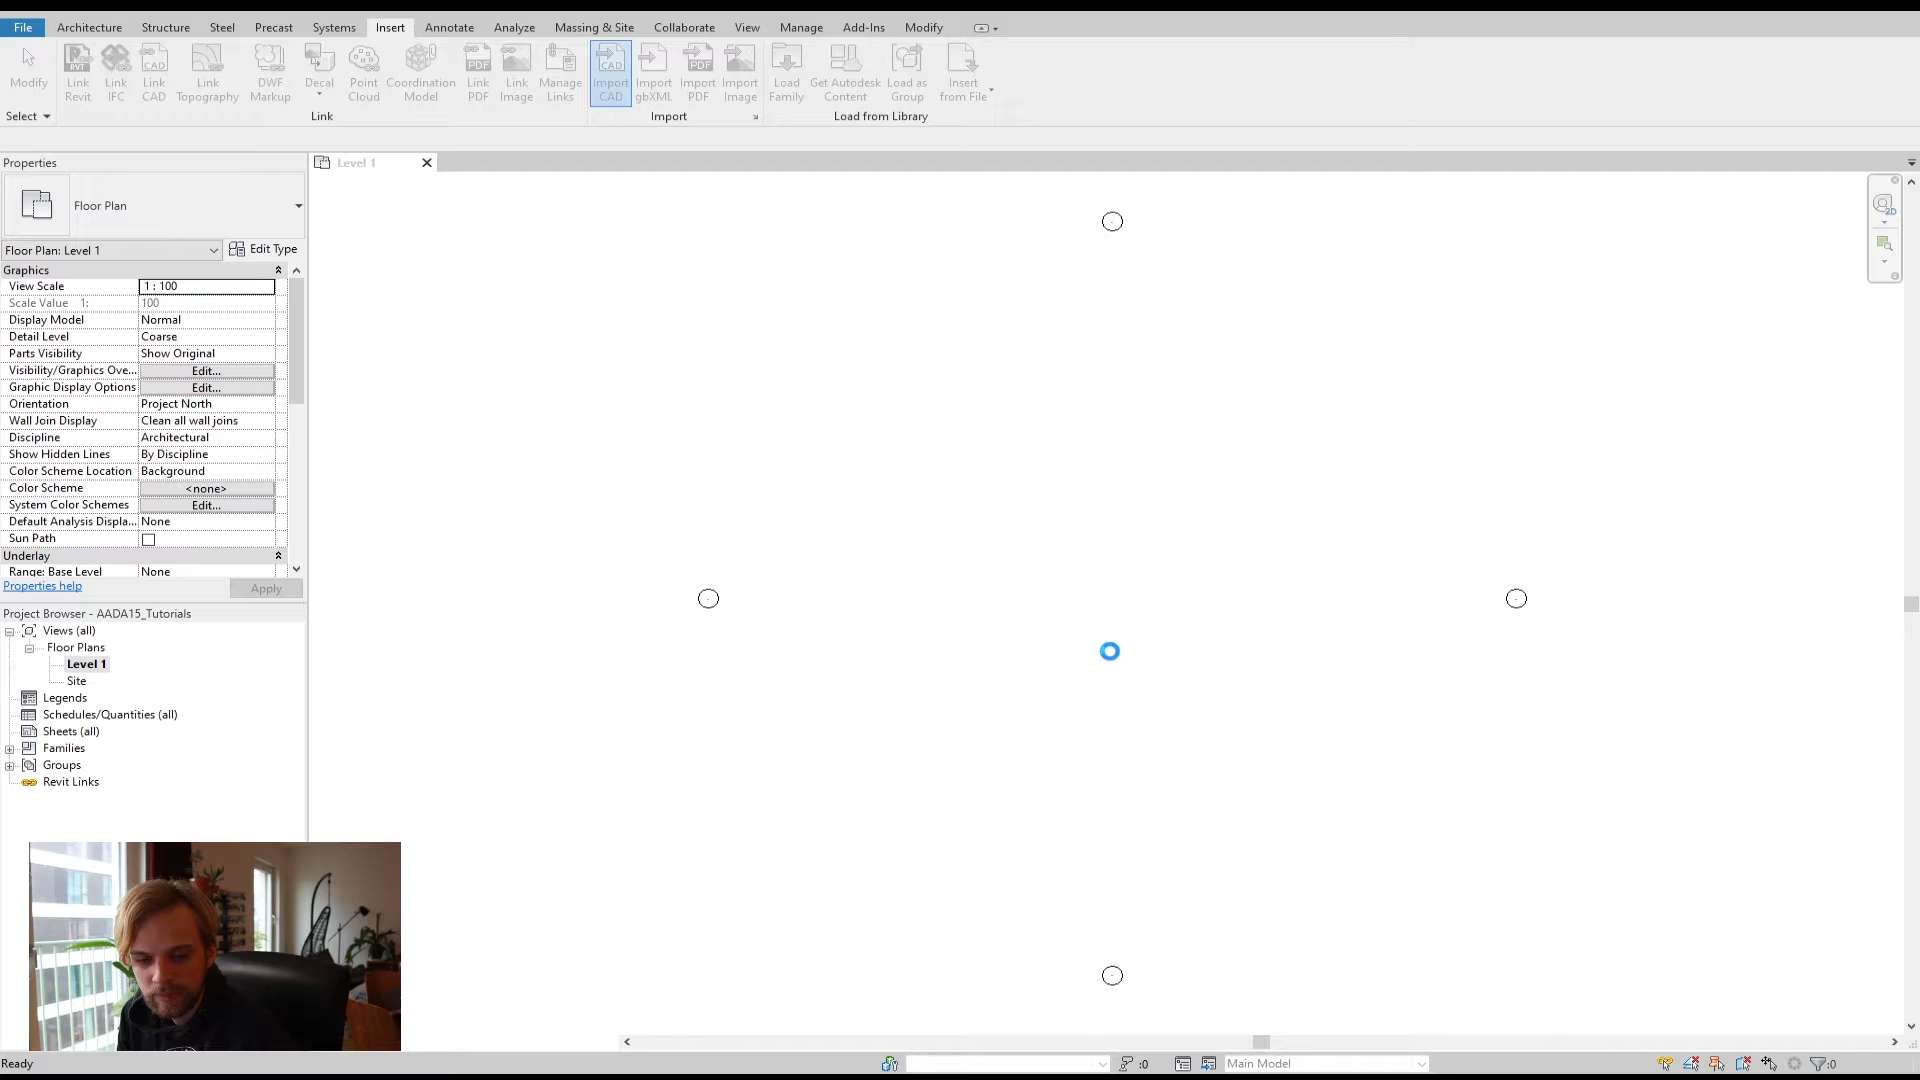 File Architecture Structure Steel Precast Systems Insert Annotate Analyze Massing & Site Collaborate View Manage Add-Ins Modify
Modify
Link Revit
Link IFC
Link CAD
Link Topography
DWF Markup
Decal
Point Cloud
Coordination Model
Link PDF
Link Image
Manage Links
Import CAD
Import gbXML
Import PDF
Import Image
Load Family
Get Autodesk Content
Load as Group
Insert from File
Select Link Import Load from Library
Properties
Level 1
Floor Plan
Floor Plan: Level 1 Edit Type
Graphics
View Scale 1 : 100
Scale Value 1: 100
Display Model Normal
Detail Level Coarse
Parts Visibility Show Original
Visibility/Graphics Ove... Edit...
Graphic Display Options Edit...
Orientation Project North
Wall Join Display Clean all wall joins
Discipline Architectural
Show Hidden Lines By Discipline
Color Scheme Location Background
Color Scheme <none>
System Color Schemes Edit...
Default Analysis Displa... None
Sun Path
Underlay
Range: Base Level None
Properties help Apply
Project Browser - AADA15_Tutorials
Views (all)
Floor Plans
Level 1
Site
Legends
Schedules/Quantities (all)
Sheets (all)
Families
Groups
Revit Links
2D
Ready :0 Main Model :0